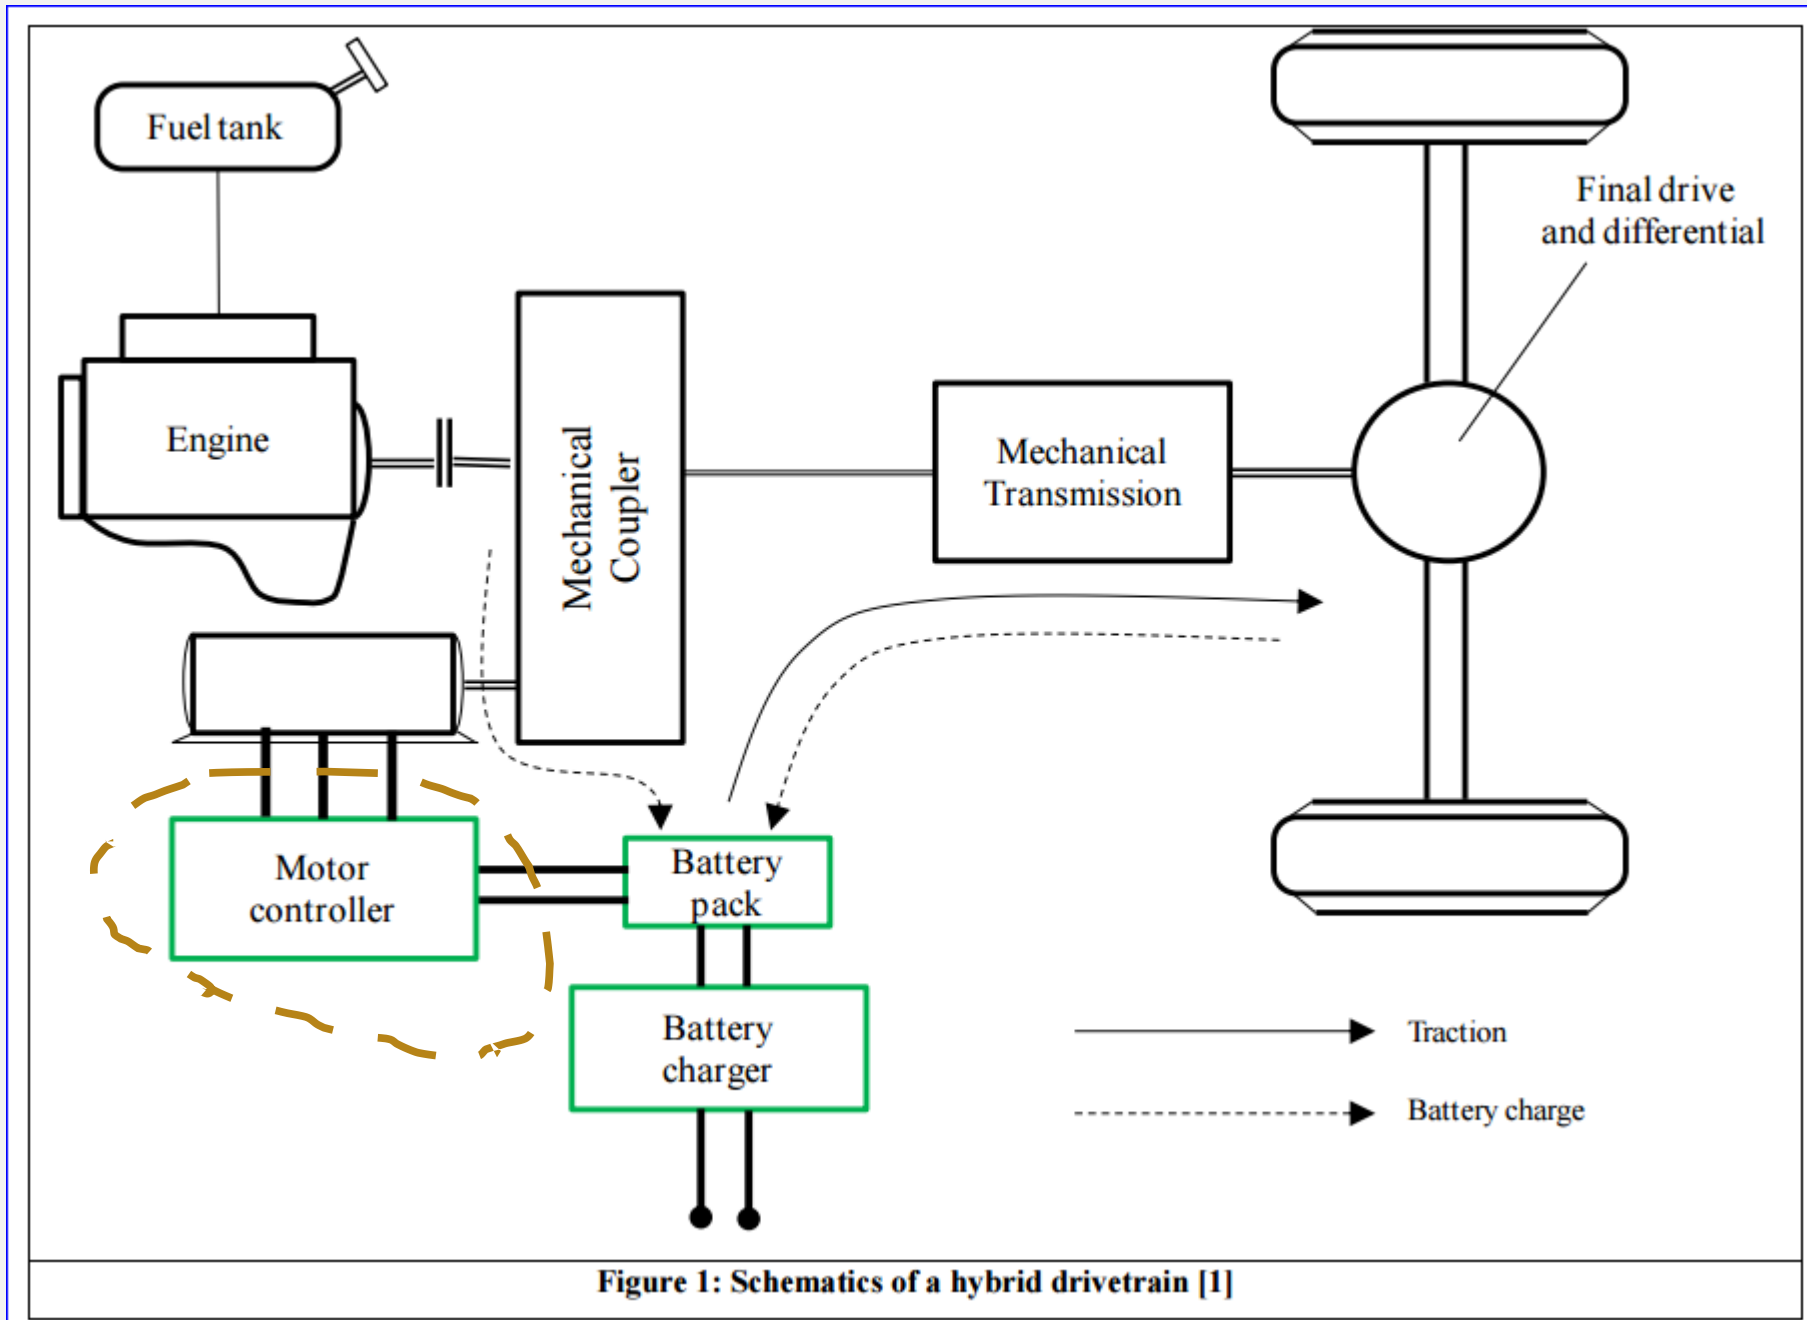 Fuel tank
Final drive
and differential
Engine
Mechanical
Coupler
Mechanical
Transmission
Motor
controller
Battery
pack
Battery
charger
Traction
Battery charge
Figure 1: Schematics of a hybrid drivetrain [1]